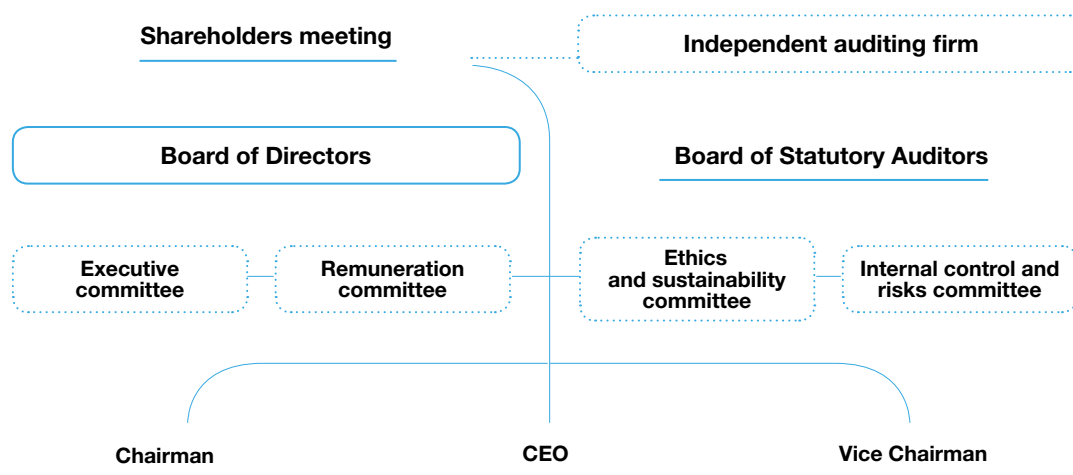 Shareholders meeting
Independent auditing firm
Board of Directors
Board of Statutory Auditors
Executive
committee
Remuneration
committee
Ethics
and sustainability
committee
Internal control and
risks committee
Chairman
CEO
Vice Chairman